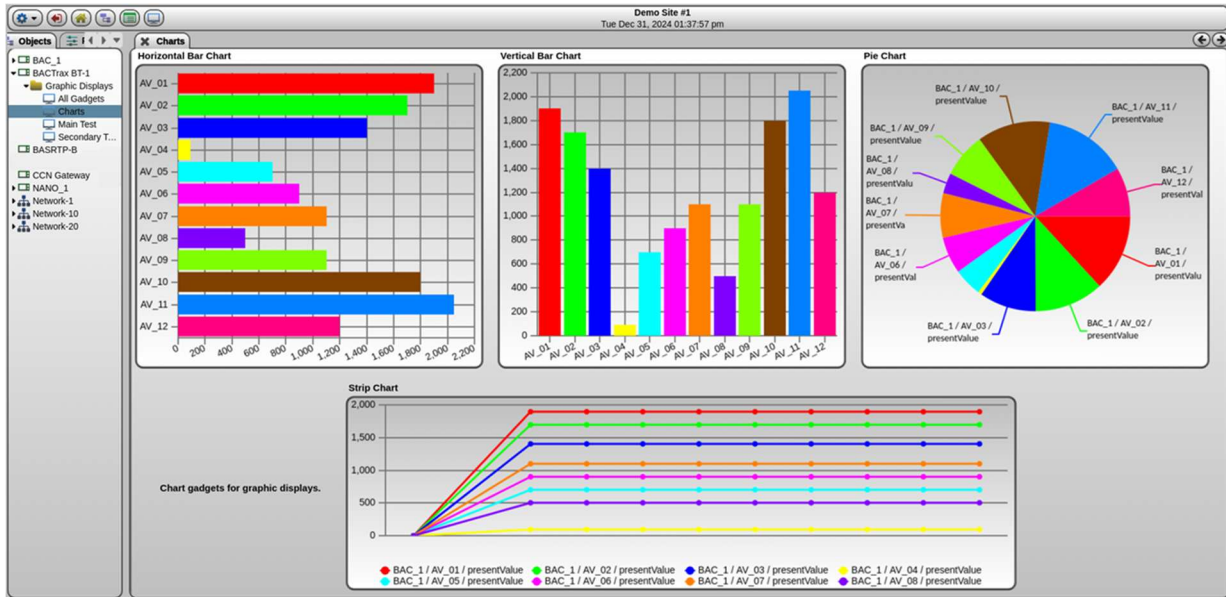 Demo Site #1
Tue Dec 31, 2024 01:37:57 pm
Objects
Charts
BAC_1
BACTrax BT-1
Graphic Displays
All Gadgets
Charts
Main Test
Secondary T...
BASRTP-B
CCN Gateway
NANO_1
Network-1
Network-10
Network-20
Horizontal Bar Chart
AV_01
AV_02
AV_03
AV_04
AV_05
AV_06
AV_07
AV_08
AV_09
AV_10
AV_11
AV_12
0 200 400 600 800 1,000 1,200 1,400 1,600 1,800 2,000 2,200
Vertical Bar Chart
2,200
2,000
1,800
1,600
1,400
1,200
1,000
800
600
400
200
0
AV_01 AV_02 AV_03 AV_04 AV_05 AV_06 AV_07 AV_08 AV_09 AV_10 AV_11 AV_12
Pie Chart
BAC_1 / AV_10 /
presentValue
BAC_1 / AV_11 /
presentValue
BAC_1 / AV_09 /
presentValue
BAC_1 /
AV_08 /
presentValu
BAC_1 /
AV_12 /
presentVal
BAC_1 /
AV_07 /
presentVa
BAC_1 /
AV_06 /
presentVal
BAC_1 /
AV_01 /
presentValu
BAC_1 / AV_03 /
presentValue
BAC_1 / AV_02 /
presentValue
Chart gadgets for graphic displays.
Strip Chart
2,000
1,500
1,000
500
0
BAC_1 / AV_01 / presentValue BAC_1 / AV_02 / presentValue BAC_1 / AV_03 / presentValue BAC_1 / AV_04 / presentValue
BAC_1 / AV_05 / presentValue BAC_1 / AV_06 / presentValue BAC_1 / AV_07 / presentValue BAC_1 / AV_08 / presentValue